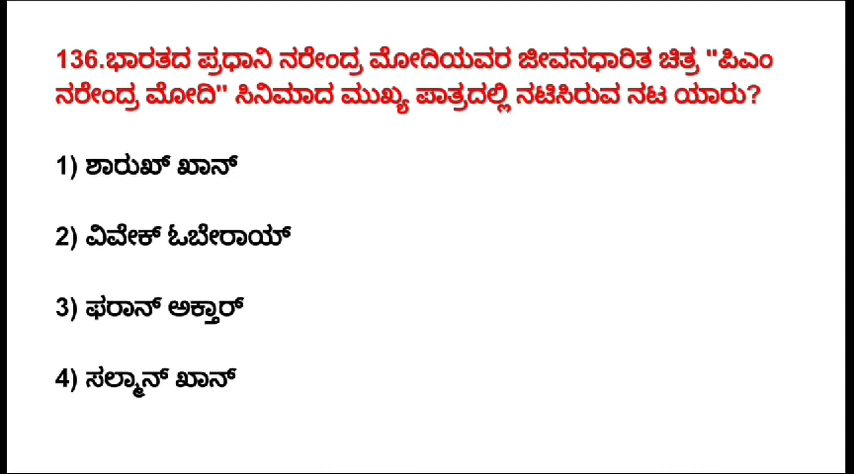 136.ಭಾರತದ ಪ್ರಧಾನಿ ನರೇಂದ್ರ ಮೋದಿಯವರ ಜೀವನಧಾರಿತ ಚಿತ್ರ "ಪಿಎಂ
ನರೇಂದ್ರ ಮೋದಿ" ಸಿನಿಮಾದ ಮುಖ್ಯ ಪಾತ್ರದಲ್ಲಿ ನಟಿಸಿರುವ ನಟ ಯಾರು?
1) ಶಾರುಖ್ ಖಾನ್
2) ವಿವೇಕ್ ಓಬೇರಾಯ್
3) ಫರಾನ್ ಅಕ್ತಾರ್
4) ಸಲ್ಮಾನ್ ಖಾನ್